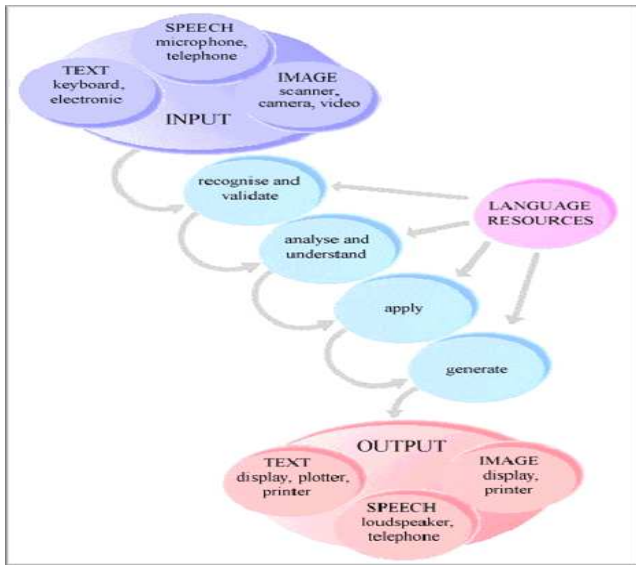 SPEECH
microphone,
telephone
TEXT
keyboard,
electronic
IMAGE
scanner,
camera, video
INPUT
recognise and
validate
LANGUAGE
RESOURCES
analyse and
understand
apply
generate
OUTPUT
TEXT
display, plotter,
printer
IMAGE
display,
printer
SPEECH
loudspeaker,
telephone